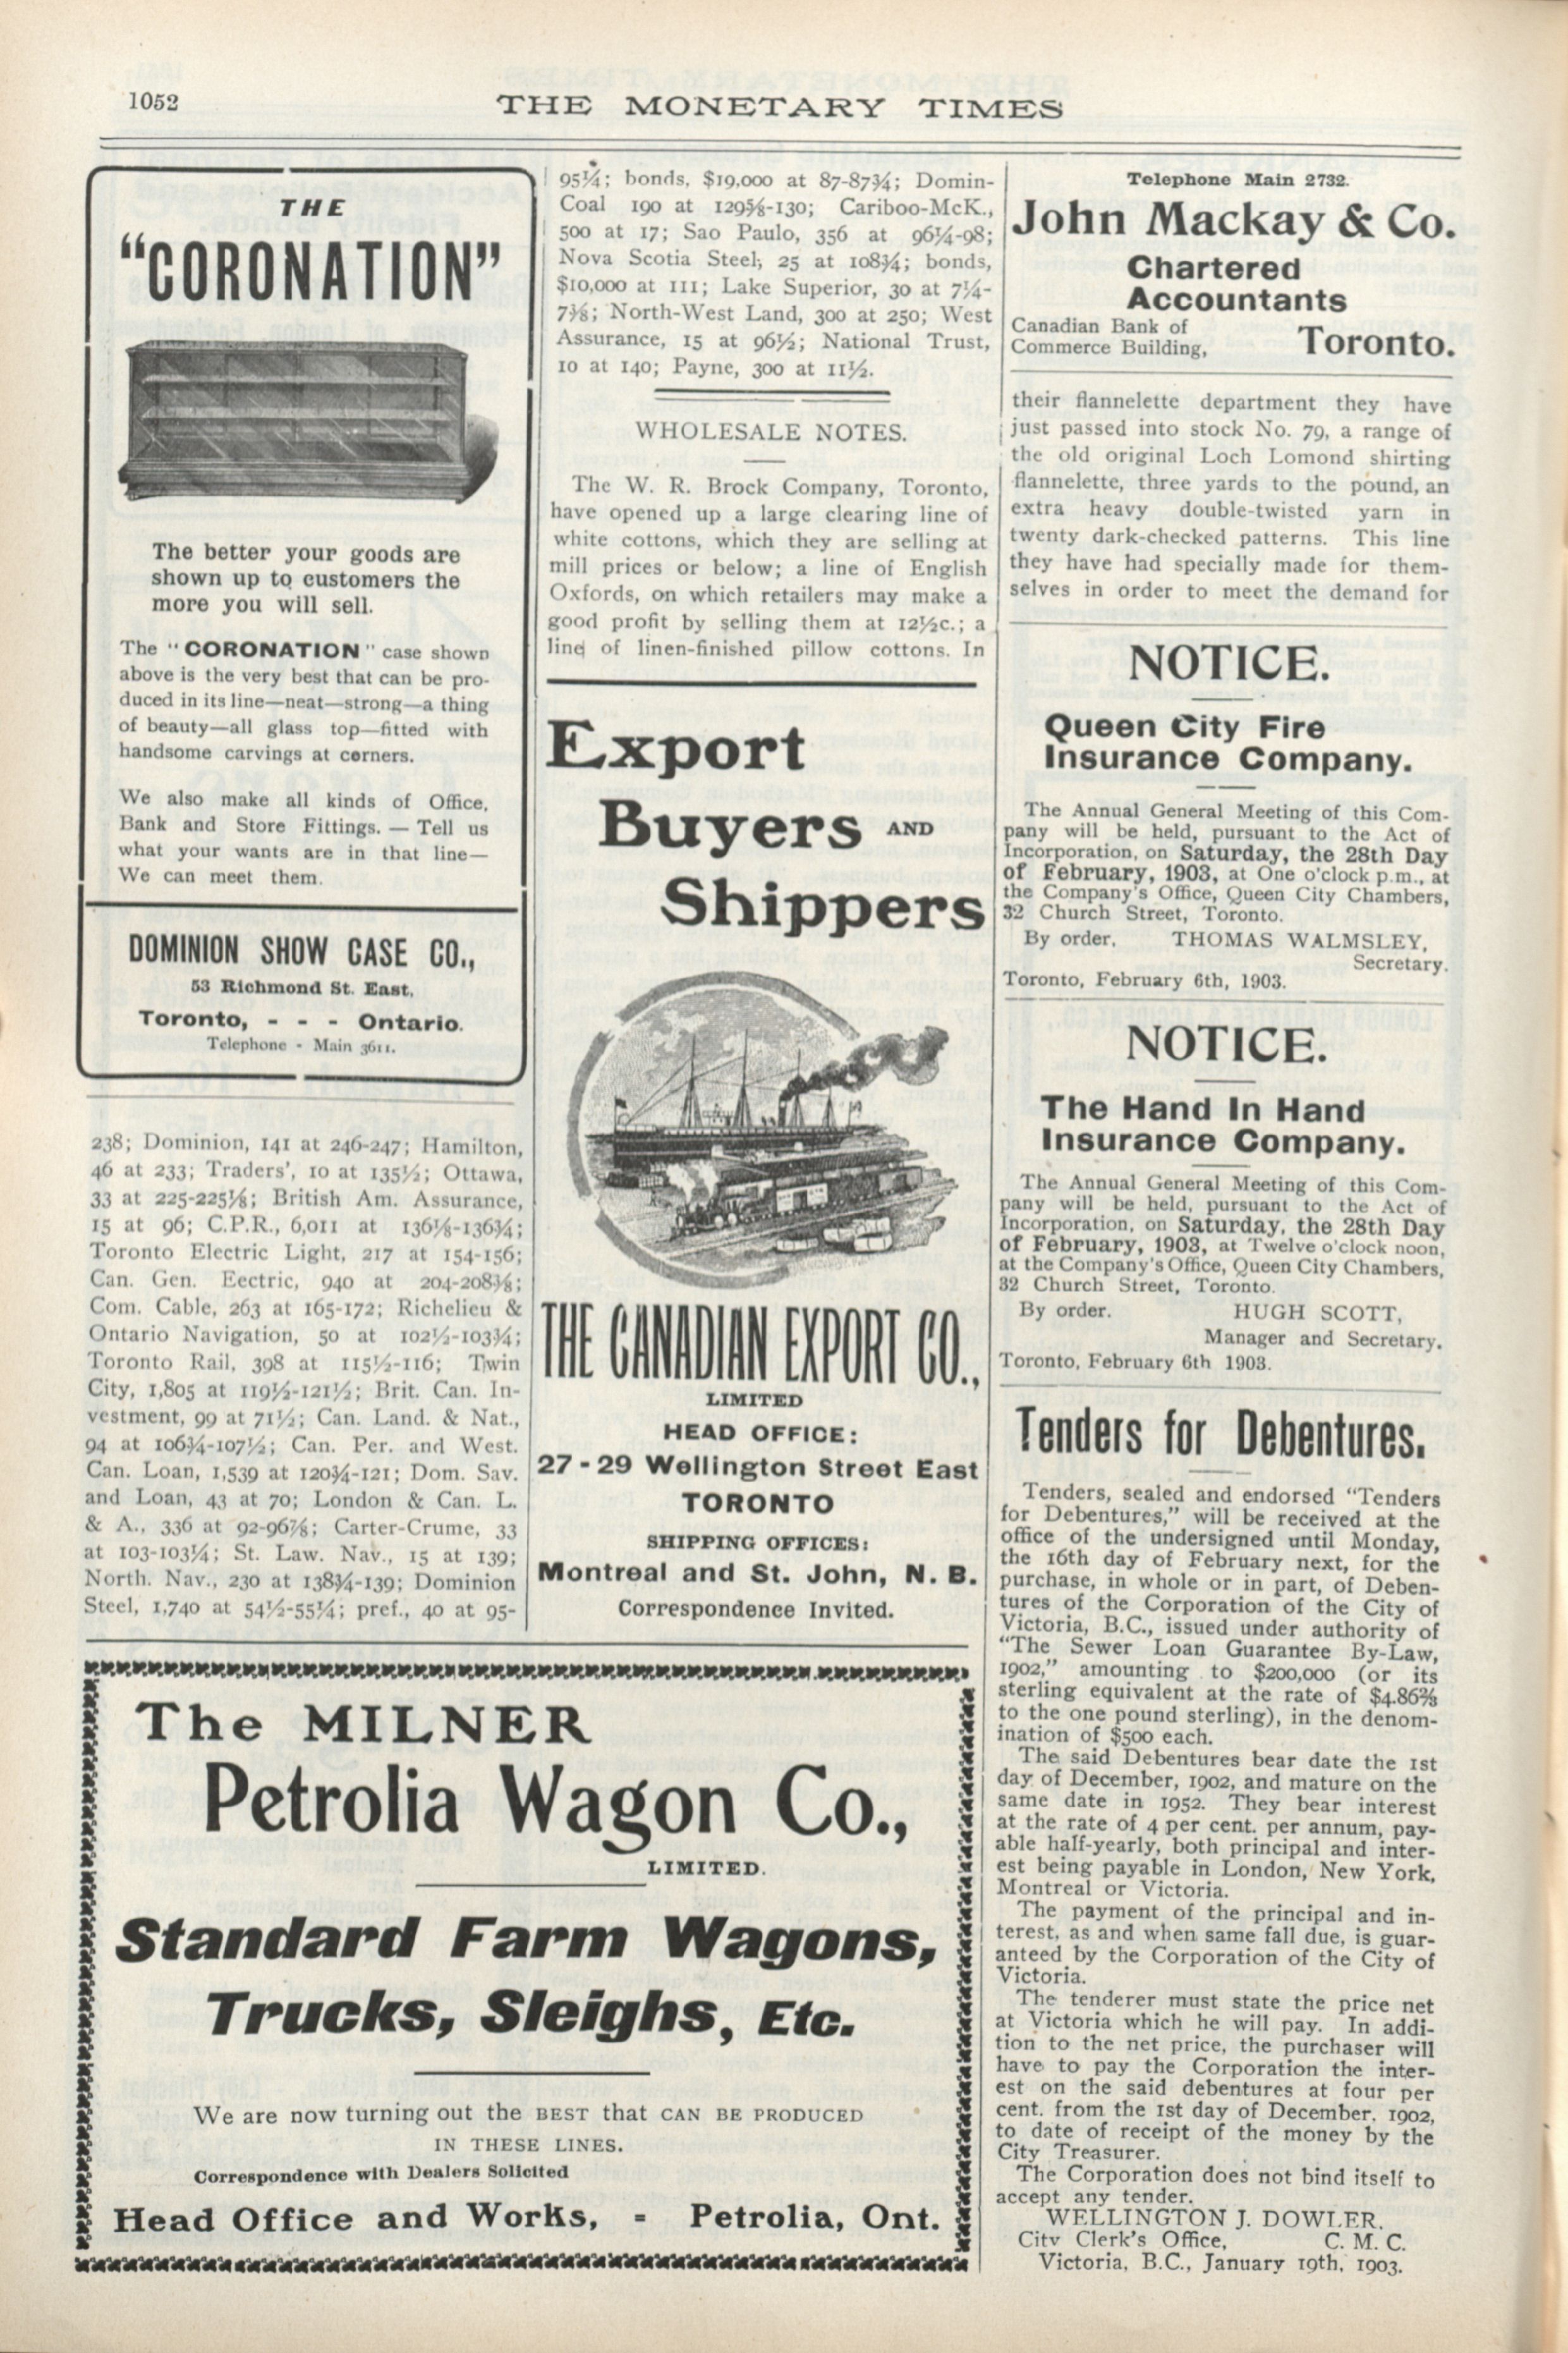 1052
THE MONETARY TIMES
THE
“CORONATION”
The better your goods are
shown up to customers the
more you will sell.
The “CORONATION” case shown
above is the very best that can be pro-
duced in its line—neat—strong—a thing
of beauty—all glass top—fitted with
handsome carvings at corners.
We also make all kinds of Office,
Bank and Store Fittings. — Tell us
what your wants are in that line—
We can meet them.
DOMINION SHOW CASE CO.,
53 Richmond St. East,
Toronto, - - - Ontario.
Telephone - Main 3611.
238; Dominion, 141 at 246-247; Hamilton,
46 at 233; Traders', 10 at 135½; Ottawa,
33 at 225-225⅛; British Am. Assurance,
15 at 96; C.P.R., 6,011 at 136⅛-136¾;
Toronto Electric Light, 217 at 154-156;
Can. Gen. Eectric, 940 at 204-208⅜;
Com. Cable, 263 at 165-172; Richelieu &
Ontario Navigation, 50 at 102½-103¾;
Toronto Rail, 398 at 115½-116; Twin
City, 1,805 at 119½-121½; Brit. Can. In-
vestment, 99 at 71½; Can. Land. & Nat.,
94 at 106¾-107½; Can. Per. and West.
Can. Loan, 1,539 at 120¾-121; Dom. Sav.
and Loan, 43 at 70; London & Can. L.
& A., 336 at 92-96⅞; Carter-Crume, 33
at 103-103¼; St. Law. Nav., 15 at 139;
North. Nav., 230 at 138¾-139; Dominion
Steel, 1,740 at 54½-55¼; pref., 40 at 95-
95¼; bonds, $19,000 at 87-87¾; Domin-
Coal 190 at 129⅝-130; Cariboo-McK.,
500 at 17; Sao Paulo, 356 at 96¼-98;
Nova Scotia Steel, 25 at 108¾; bonds,
$10,000 at 111; Lake Superior, 30 at 7¼-
7⅜; North-West Land, 300 at 250; West
Assurance, 15 at 96½; National Trust,
10 at 140; Payne, 300 at 11½.
WHOLESALE NOTES.
The W. R. Brock Company, Toronto,
have opened up a large clearing line of
white cottons, which they are selling at
mill prices or below; a line of English
Oxfords, on which retailers may make a
good profit by selling them at 12½c.; a
line of linen-finished pillow cottons. In
Export
Buyers AND
Shippers
THE CANADIAN EXPORT CO.,
LIMITED
HEAD OFFICE:
27-29 Wellington Street East
TORONTO
SHIPPING OFFICES:
Montreal and St. John, N. B.
Correspondence Invited.
The MILNER
Petrolia Wagon Co.,
LIMITED.
Standard Farm Wagons,
Trucks, Sleighs, Etc.
We are now turning out the BEST that CAN BE PRODUCED
IN THESE LINES.
Correspondence with Dealers Solicited
Head Office and Works, - Petrolia, Ont.
Telephone Main 2732.
John Mackay & Co.
Chartered
Accountants
Canadian Bank of
Commerce Building,
Toronto.
their flannelette department they have
just passed into stock No. 79, a range of
the old original Loch Lomond shirting
flannelette, three yards to the pound, an
extra heavy double-twisted yarn in
twenty dark-checked patterns. This line
they have had specially made for them-
selves in order to meet the demand for
NOTICE.
Queen City Fire
Insurance Company.
The Annual General Meeting of this Com-
pany will be held, pursuant to the Act of
Incorporation, on Saturday, the 28th Day
of February, 1903, at One o'clock p.m., at
the Company's Office, Queen City Chambers,
32 Church Street, Toronto.
By order, THOMAS WALMSLEY,
Secretary.
Toronto, February 6th, 1903.
NOTICE.
The Hand In Hand
Insurance Company.
The Annual General Meeting of this Com-
pany will be held, pursuant to the Act of
Incorporation, on Saturday, the 28th Day
of February, 1903, at Twelve o'clock noon,
at the Company's Office, Queen City Chambers,
32 Church Street, Toronto.
By order. HUGH SCOTT,
Manager and Secretary.
Toronto, February 6th 1903.
Tenders for Debentures.
Tenders, sealed and endorsed “Tenders
for Debentures,” will be received at the
office of the undersigned until Monday,
the 16th day of February next, for the
purchase, in whole or in part, of Deben-
tures of the Corporation of the City of
Victoria, B.C., issued under authority of
“The Sewer Loan Guarantee By-Law,
1902,” amounting to $200,000 (or its
sterling equivalent at the rate of $4.86⅔
to the one pound sterling), in the denom-
ination of $500 each.
The said Debentures bear date the 1st
day of December, 1902, and mature on the
same date in 1952. They bear interest
at the rate of 4 per cent. per annum, pay-
able half-yearly, both principal and inter-
est being payable in London, New York,
Montreal or Victoria.
The payment of the principal and in-
terest, as and when same fall due, is guar-
anteed by the Corporation of the City of
Victoria.
The tenderer must state the price net
at Victoria which he will pay. In addi-
tion to the net price, the purchaser will
have to pay the Corporation the inter-
est on the said debentures at four per
cent. from the 1st day of December, 1902,
to date of receipt of the money by the
City Treasurer.
The Corporation does not bind itself to
accept any tender.
WELLINGTON J. DOWLER,
City Clerk's Office, C. M. C.
Victoria, B.C., January 19th, 1903.